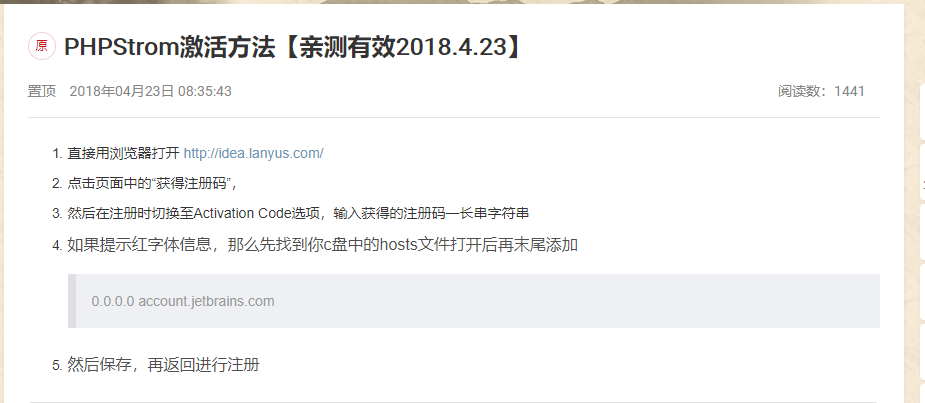 原 PHPStrom激活方法【亲测有效2018.4.23】
置顶 2018年04月23日 08:35:43 阅读数：1441
1. 直接用浏览器打开 http://idea.lanyus.com/
2. 点击页面中的“获得注册码”，
3. 然后在注册时切换至Activation Code选项，输入获得的注册码一长串字符串
4. 如果提示红字体信息，那么先找到你c盘中的hosts文件打开后再末尾添加
0.0.0.0 account.jetbrains.com
5. 然后保存，再返回进行注册